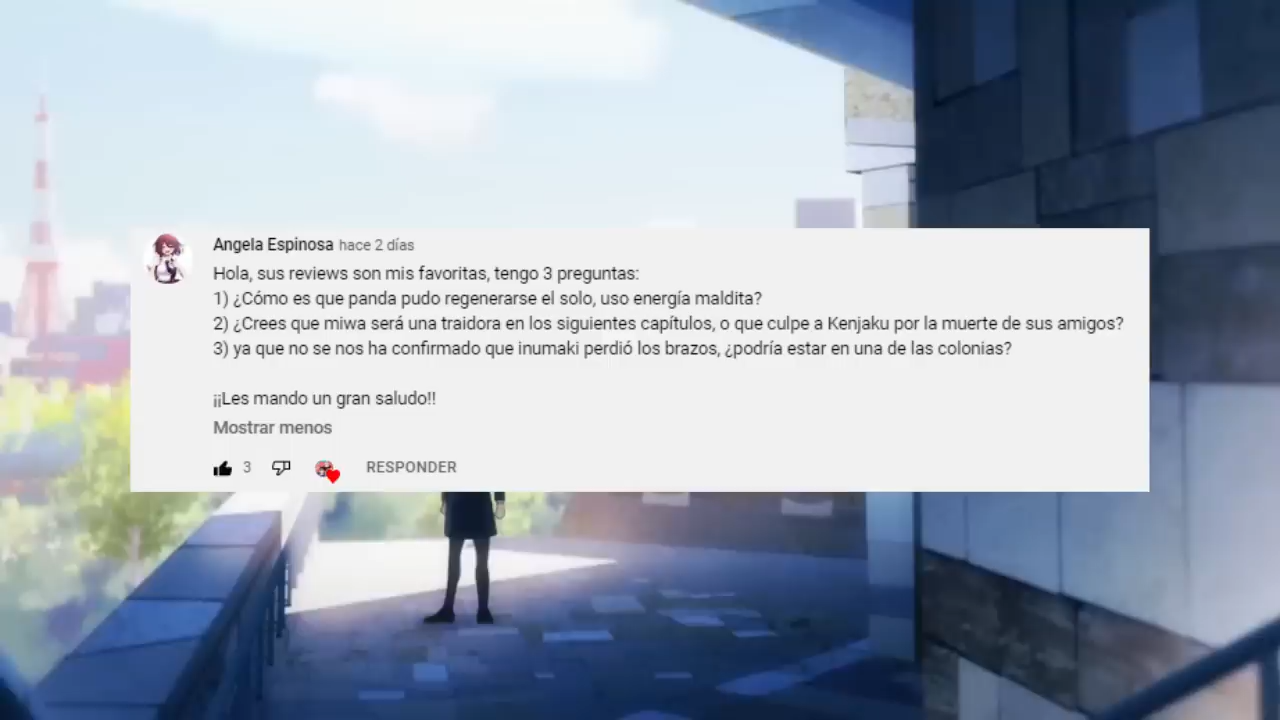 Angela Espinosa hace 2 días
Hola, sus reviews son mis favoritas, tengo 3 preguntas:
1) ¿Cómo es que panda pudo regenerarse el solo, uso energía maldita?
2) ¿Crees que miwa será una traidora en los siguientes capítulos, o que culpe a Kenjaku por la muerte de sus amigos?
3) ya que no se nos ha confirmado que inumaki perdió los brazos, ¿podría estar en una de las colonias?
¡¡Les mando un gran saludo!!
Mostrar menos
3 RESPONDER